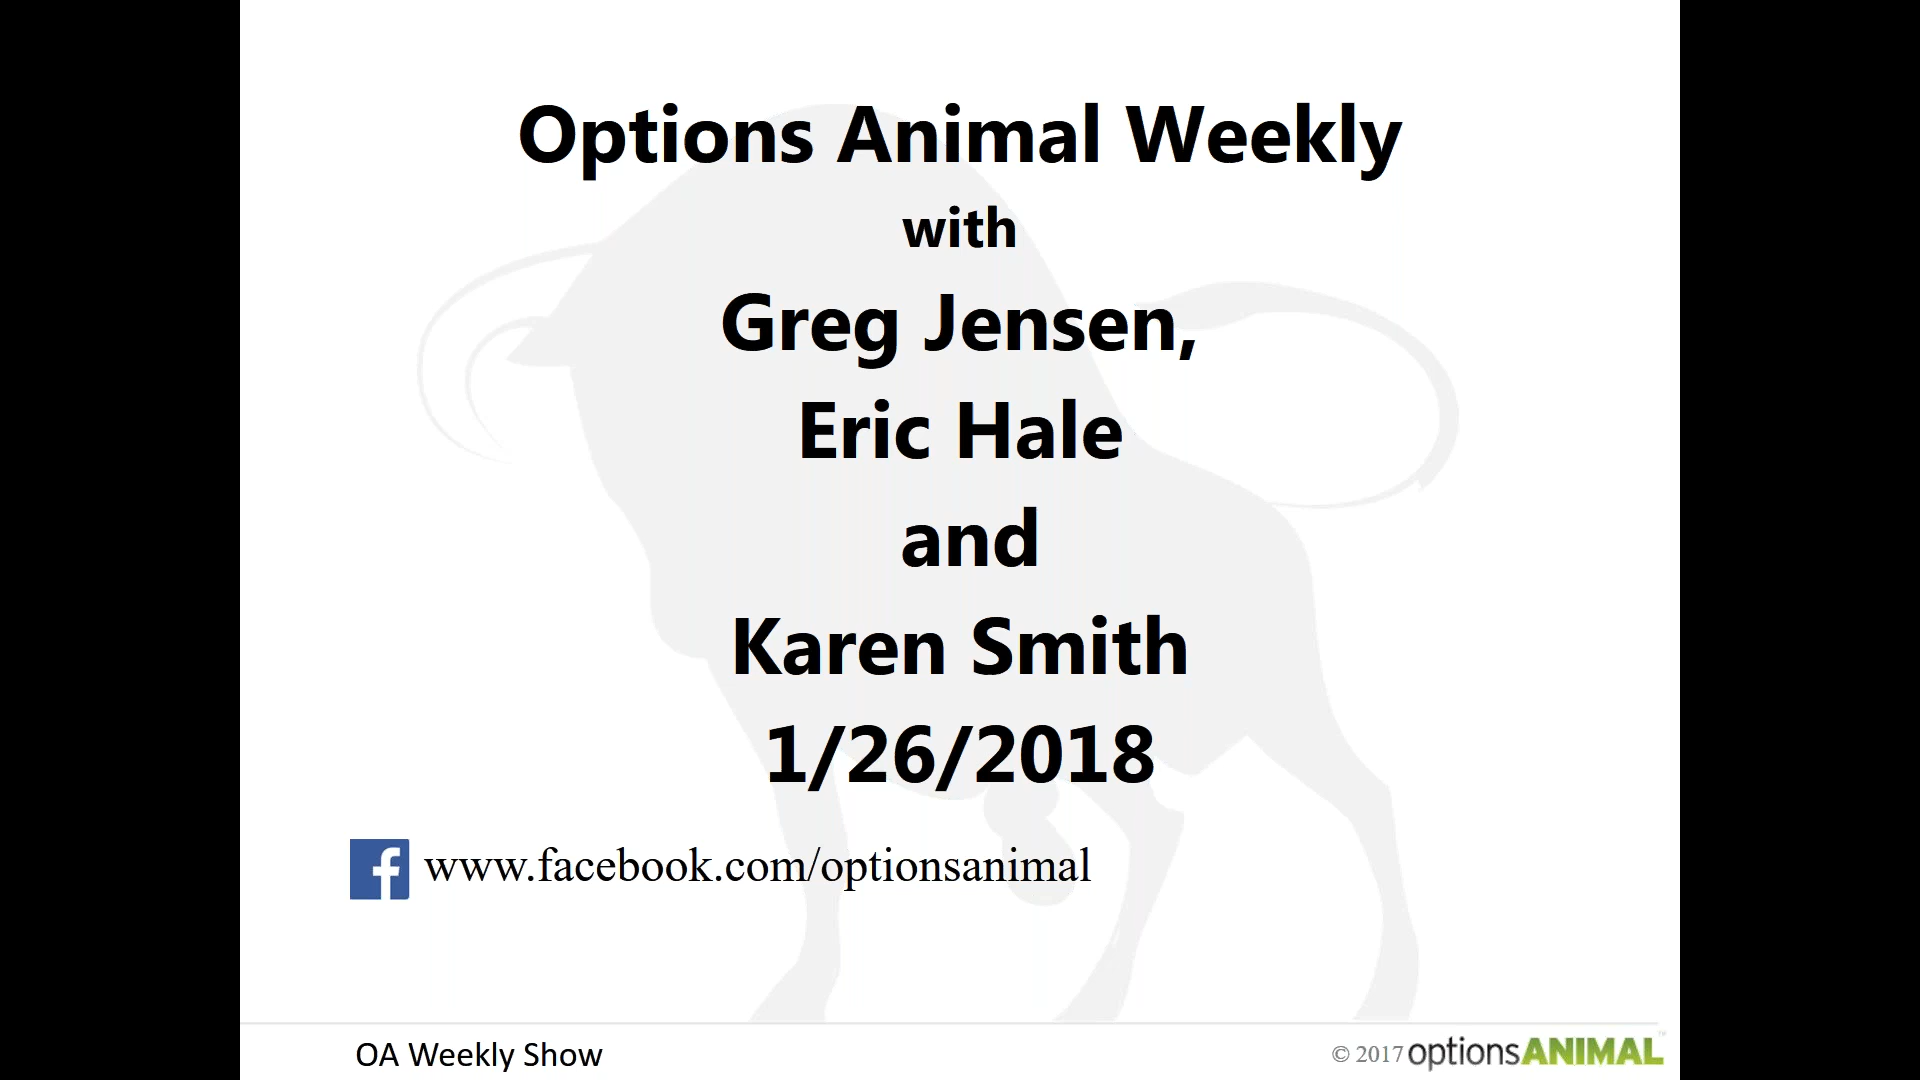 Options Animal Weekly
with
Greg Jensen,
Eric Hale
and
Karen Smith
1/26/2018
www.facebook.com/optionsanimal
OA Weekly Show
© 2017 optionsANIMAL™